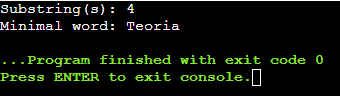 Substring(s): 4
Minimal word: Teoria
...Program finished with exit code 0
Press ENTER to exit console.